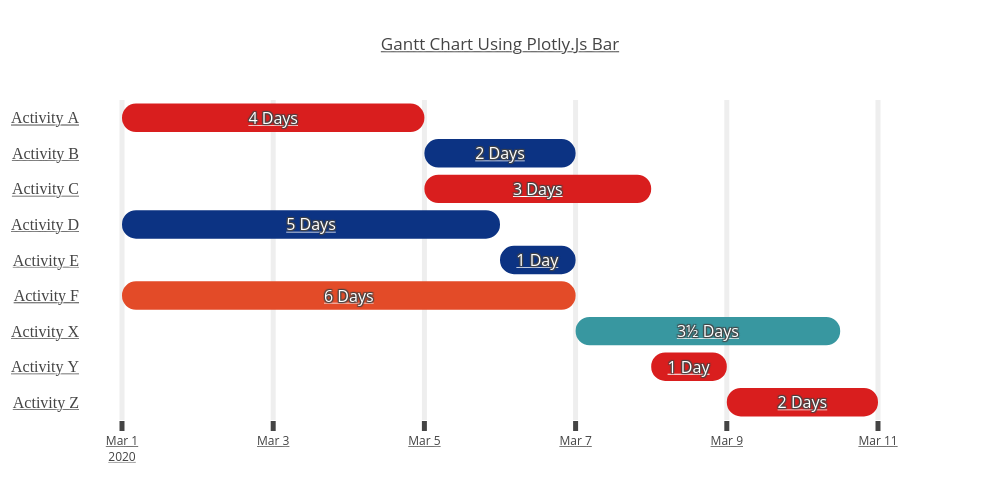 Gantt Chart Using Plotly.Js Bar
Activity A
4 Days
Activity B
2 Days
Activity C
3 Days
Activity D
5 Days
Activity E
1 Day
Activity F
6 Days
Activity X
3½ Days
Activity Y
1 Day
Activity Z
2 Days
Mar 1 Mar 3 Mar 5 Mar 7 Mar 9 Mar 11
2020